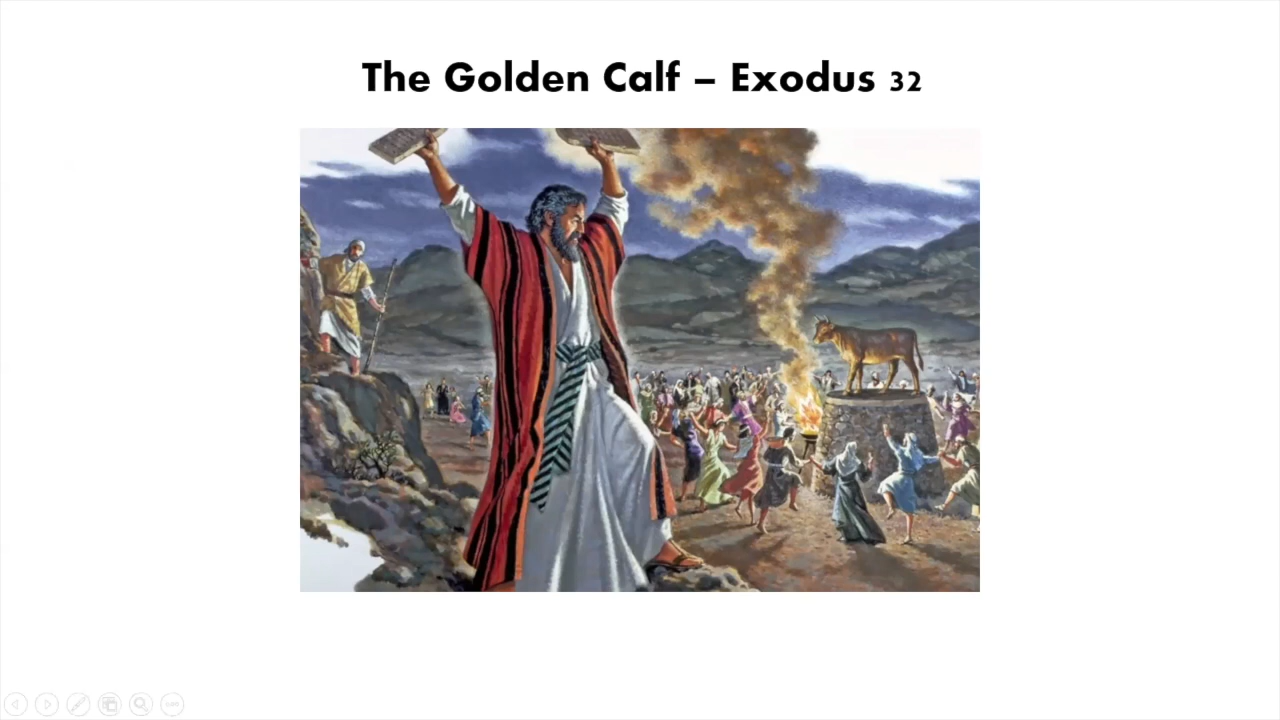 The Golden Calf – Exodus 32